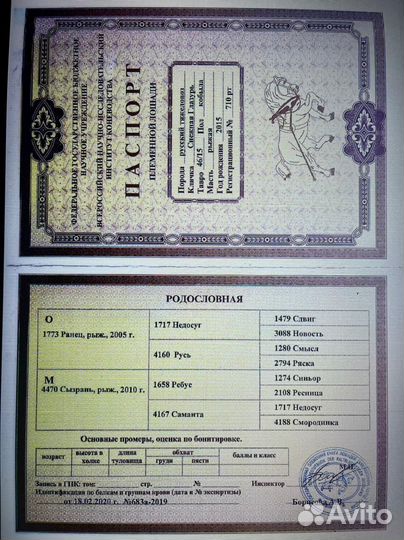 ФЕДЕРАЛЬНОЕ ГОСУДАРСТВЕННОЕ БЮДЖЕТНОЕ
НАУЧНОЕ УЧРЕЖДЕНИЕ
ВСЕРОССИЙСКИЙ НАУЧНО-ИССЛЕДОВАТЕЛЬСКИЙ
ИНСТИТУТ КОНЕВОДСТВА
ПАСПОРТ
ПЛЕМЕННОЙ ЛОШАДИ
Порода русский тяжеловоз
Кличка Снежная Глазурь
Тавро 46/15 Пол кобыла
Масть рыжая
Год рождения 2015
Регистрационный № 710 рт
РОДОСЛОВНАЯ
О
1773 Ранец, рыж., 2005 г.
1717 Недосуг
1479 Сдвиг
3088 Новость
4160 Русь
1280 Смысл
2794 Ряска
М
4470 Сызрань, рыж., 2010 г.
1658 Ребус
1274 Синьор
2108 Ресница
4167 Саманта
1717 Недосуг
4188 Смородинка
Основные промеры, оценка по бонитировке.
возраст высота в холке длина туловища обхват груди пясти баллы и класс
Запись в ГПК: том: стр. № Инспектор
М.П.
Идентификация по белкам и группам крови (дата и № экспертизы)
от 18.02.2020 г. №683а-2019
Avito